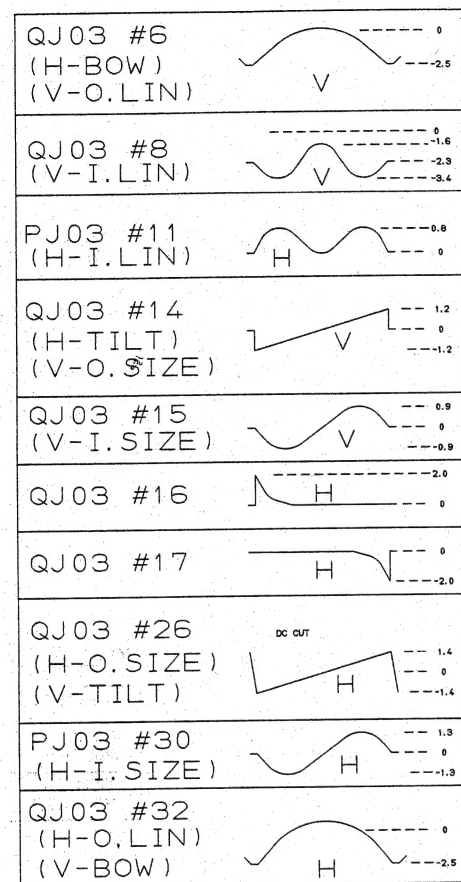 QJ03 #6
(H-BOW)
(V-O.LIN)
V
0
-2.5
QJ03 #8
(V-I.LIN)
V
0
-1.6
-2.3
-3.4
PJ03 #11
(H-I.LIN)
H
0.8
0
QJ03 #14
(H-TILT)
(V-O.SIZE)
V
1.2
0
-1.2
QJ03 #15
(V-I.SIZE)
V
0.9
0
-0.9
QJ03 #16
H
2.0
0
QJ03 #17
H
0
-2.0
QJ03 #26
(H-O.SIZE)
(V-TILT)
DC CUT
H
1.4
0
-1.4
PJ03 #30
(H-I.SIZE)
H
1.3
0
-1.3
QJ03 #32
(H-O.LIN)
(V-BOW)
H
0
-2.5